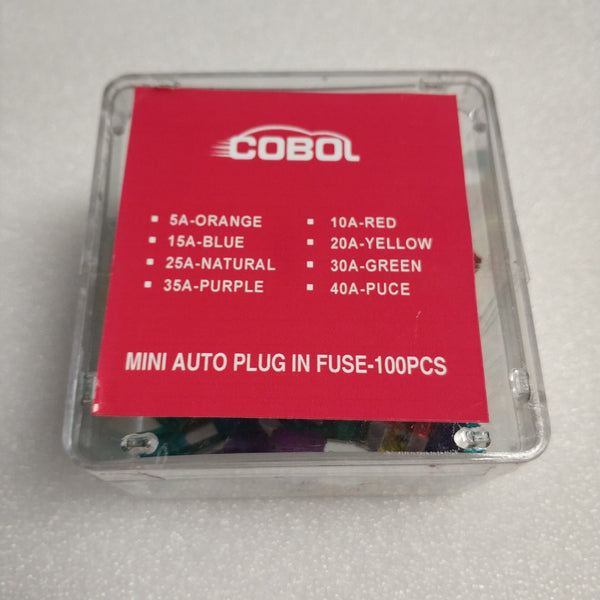 COBOL
5A-ORANGE
10A-RED
15A-BLUE
20A-YELLOW
25A-NATURAL
30A-GREEN
35A-PURPLE
40A-PUCE
MINI AUTO PLUG IN FUSE-100PCS